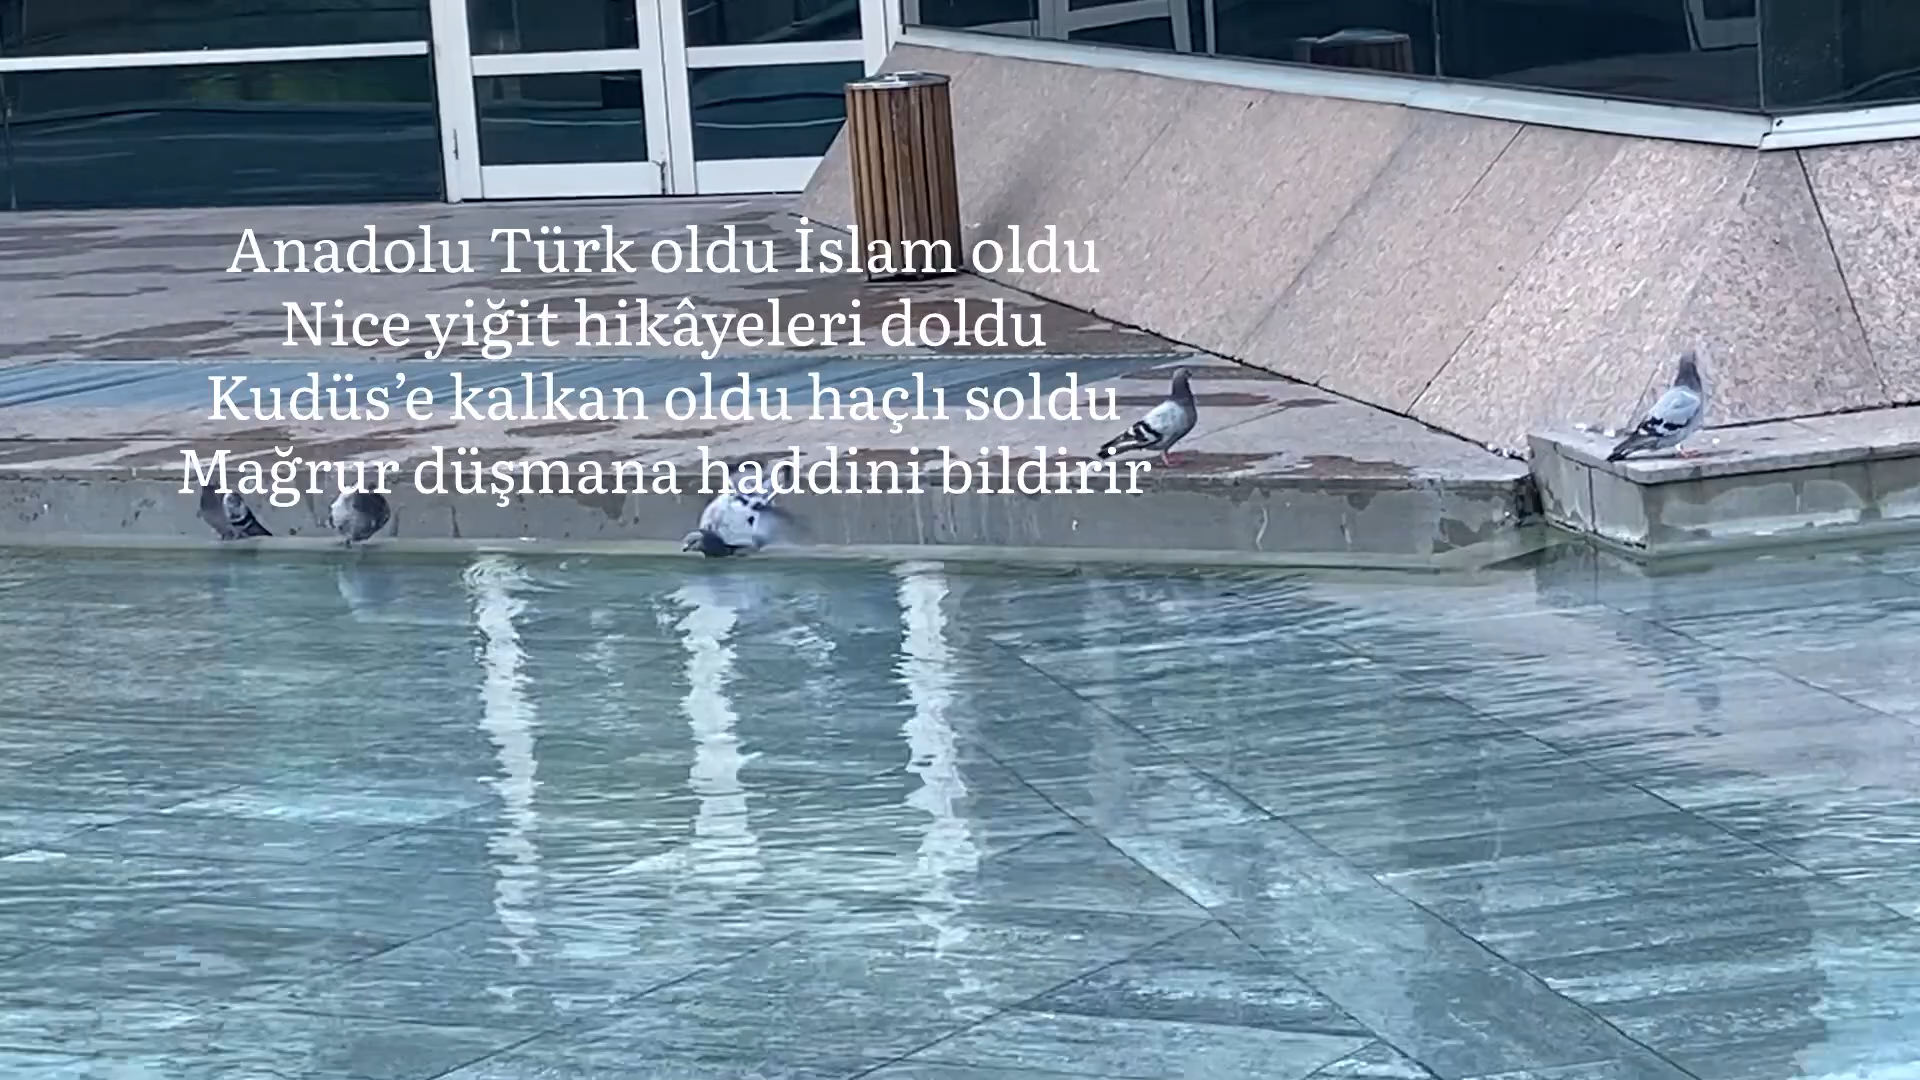 Anadolu Türk oldu İslam oldu
Nice yiğit hikâyeleri doldu
Kudüs’e kalkan oldu haçlı soldu
Mağrur düşmana haddini bildirir